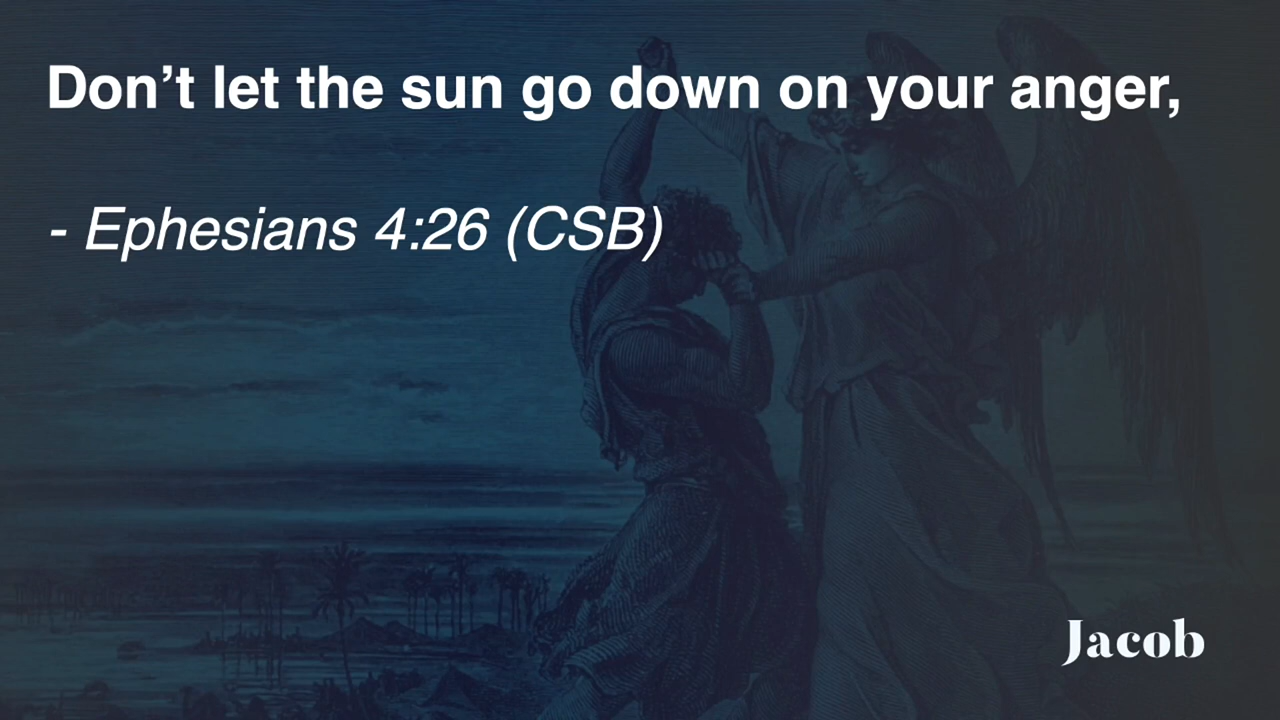 Don’t let the sun go down on your anger,
- Ephesians 4:26 (CSB)
Jacob